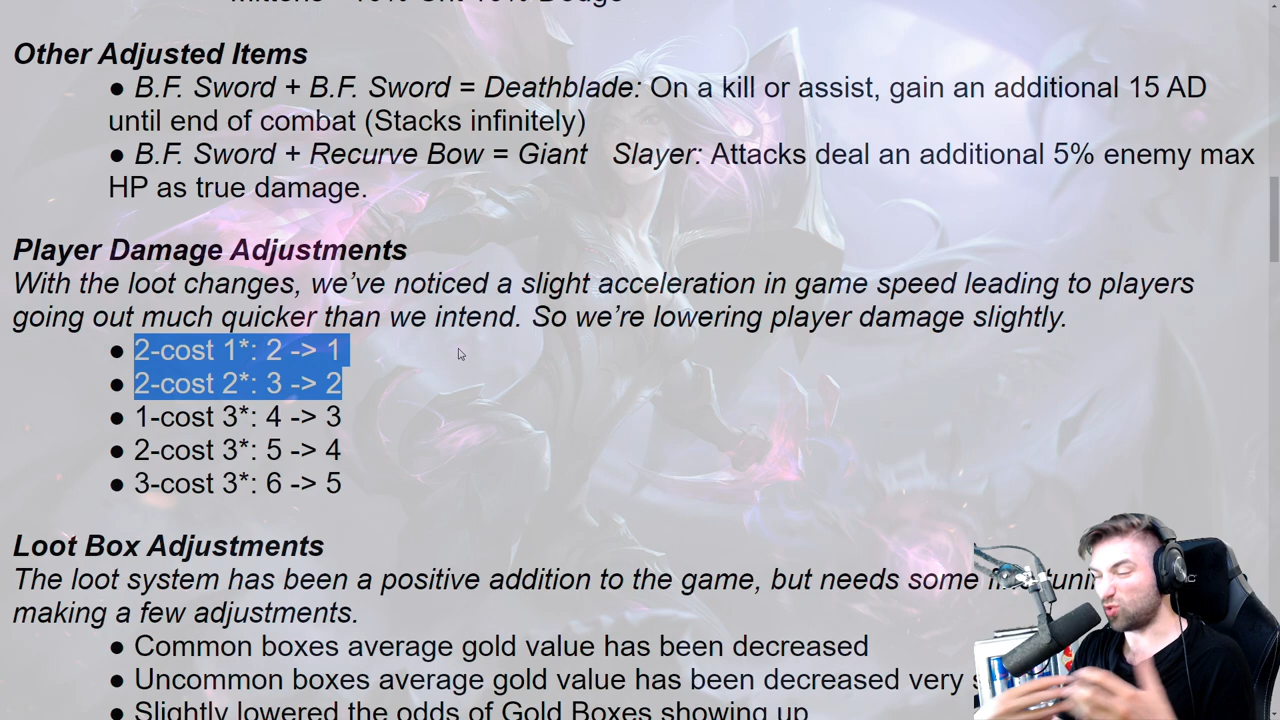 Other Adjusted Items
● B.F. Sword + B.F. Sword = Deathblade: On a kill or assist, gain an additional 15 AD
until end of combat (Stacks infinitely)
● B.F. Sword + Recurve Bow = Giant Slayer: Attacks deal an additional 5% enemy max
HP as true damage.
Player Damage Adjustments
With the loot changes, we’ve noticed a slight acceleration in game speed leading to players
going out much quicker than we intend. So we’re lowering player damage slightly.
● 2-cost 1*: 2 -> 1
● 2-cost 2*: 3 -> 2
● 1-cost 3*: 4 -> 3
● 2-cost 3*: 5 -> 4
● 3-cost 3*: 6 -> 5
Loot Box Adjustments
The loot system has been a positive addition to the game, but needs some
making a few adjustments.
● Common boxes average gold value has been decreased
● Uncommon boxes average gold value has been decreased very
● Slightly lowered the odds of Gold Boxes showing up